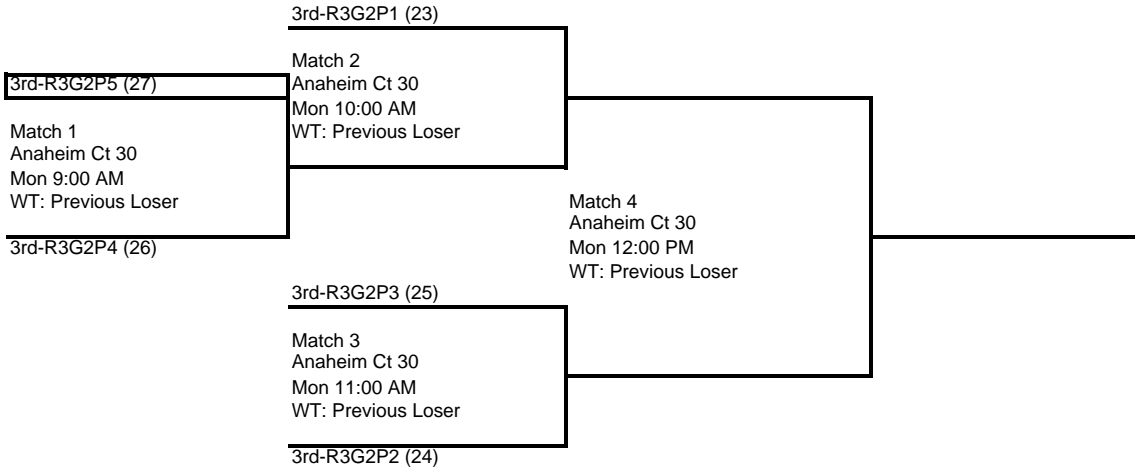 3rd-R3G2P1 (23)
Match 2
Anaheim Ct 30
Mon 10:00 AM
WT: Previous Loser
3rd-R3G2P5 (27)
Match 1
Anaheim Ct 30
Mon 9:00 AM
WT: Previous Loser
3rd-R3G2P4 (26)
Match 4
Anaheim Ct 30
Mon 12:00 PM
WT: Previous Loser
3rd-R3G2P3 (25)
Match 3
Anaheim Ct 30
Mon 11:00 AM
WT: Previous Loser
3rd-R3G2P2 (24)